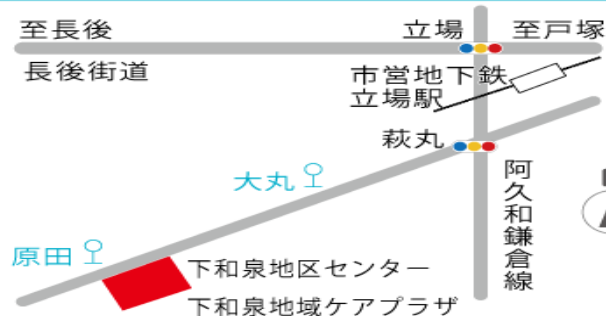 至長後
立場
至戸塚
長後街道
市営地下鉄
立場駅
萩丸
大丸
阿久和鎌倉線
原田
下和泉地区センター
下和泉地域ケアプラザ